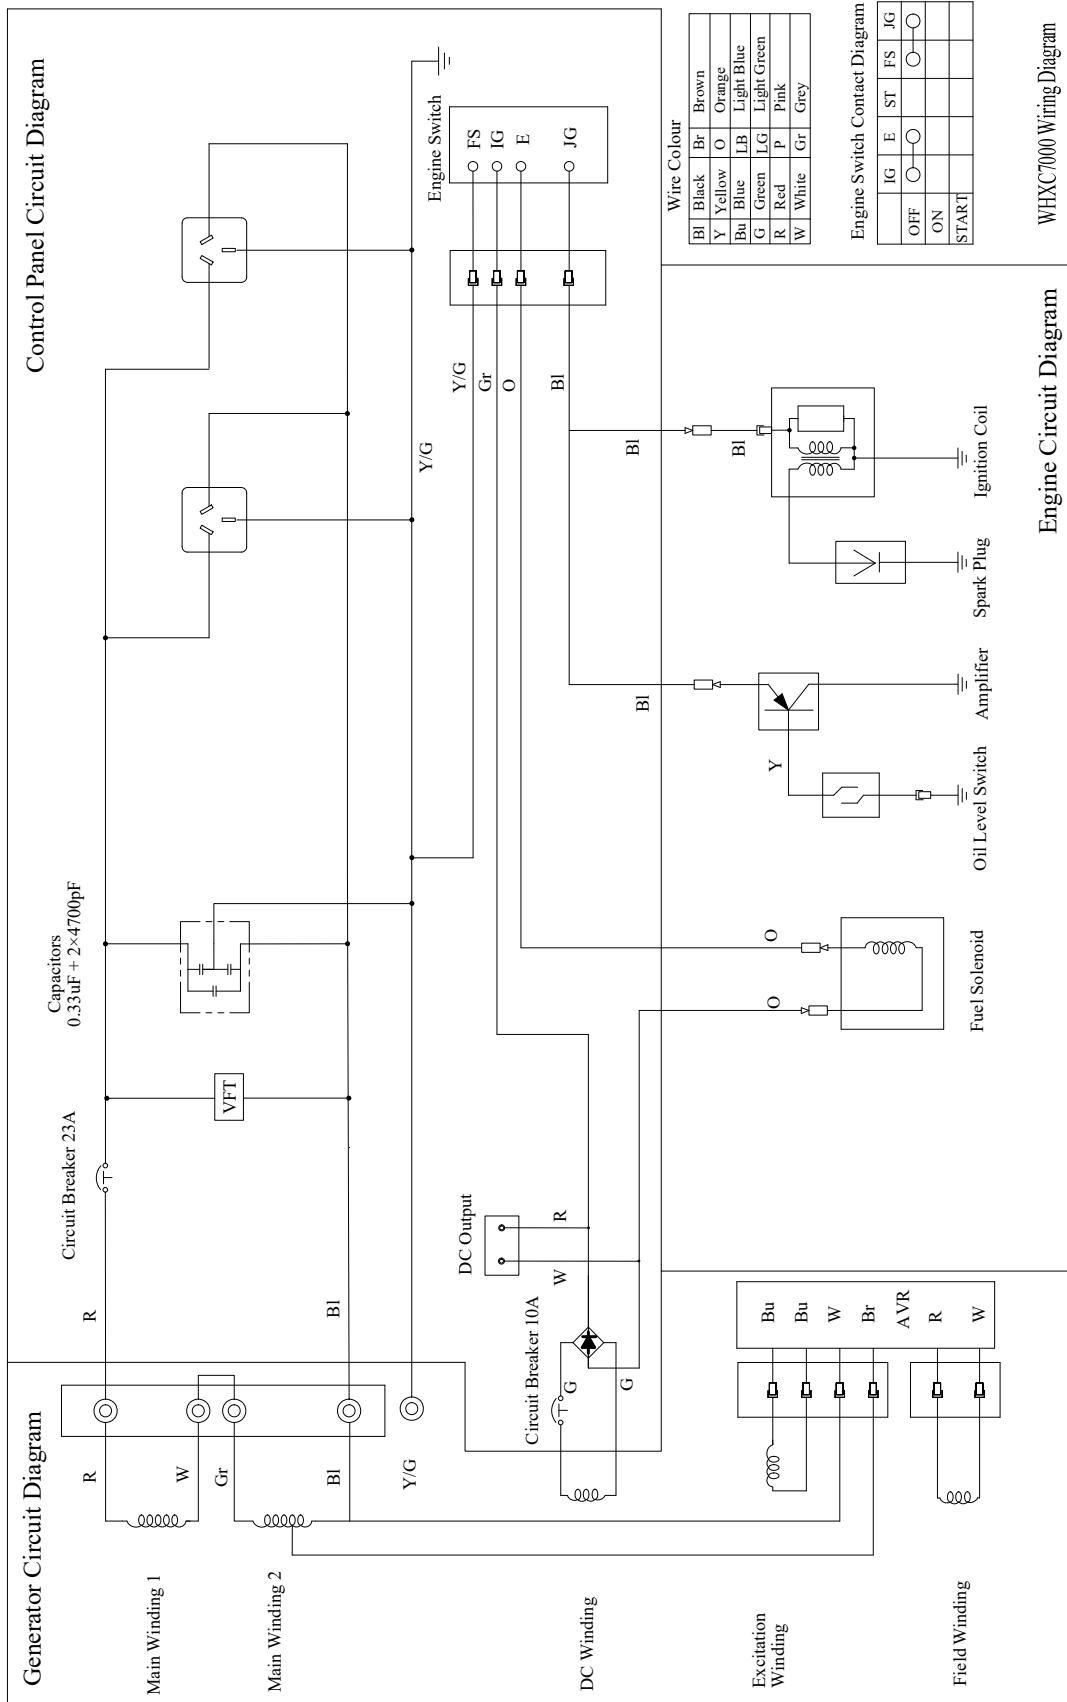 Generator Circuit Diagram
Main Winding 1
Main Winding 2
DC Winding
Excitation
Winding
Field Winding
R
W
Gr
Bl
Y/G
Circuit Breaker 10A
G
G
Bu
Bu
W
Br
AVR
R
W
Control Panel Circuit Diagram
R
Bl
Circuit Breaker 23A
VFT
Capacitors
0.33uF + 2×4700pF
DC Output
W
R
Y/G
Y/G
Gr
O
Bl
Engine Switch
FS
IG
E
JG
Engine Circuit Diagram
O
O
Fuel Solenoid
Bl
Y
Oil Level Switch
Amplifier
Spark Plug
Bl
Bl
Ignition Coil
Wire Colour
Bl Black Br Brown
Y Yellow O Orange
Bu Blue LB Light Blue
G Green LG Light Green
R Red P Pink
W White Gr Grey
Engine Switch Contact Diagram
IG E ST FS JG
OFF
ON
START
WHXC7000 Wiring Diagram